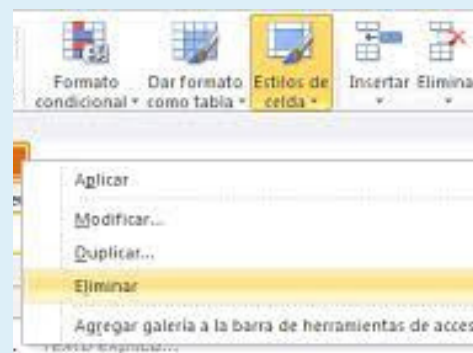 Formato condicional
Dar formato como tabla
Estilos de celda
Insertar
Elimina
Aplicar
Modificar...
Duplicar...
Eliminar
Agregar galería a la barra de herramientas de acces